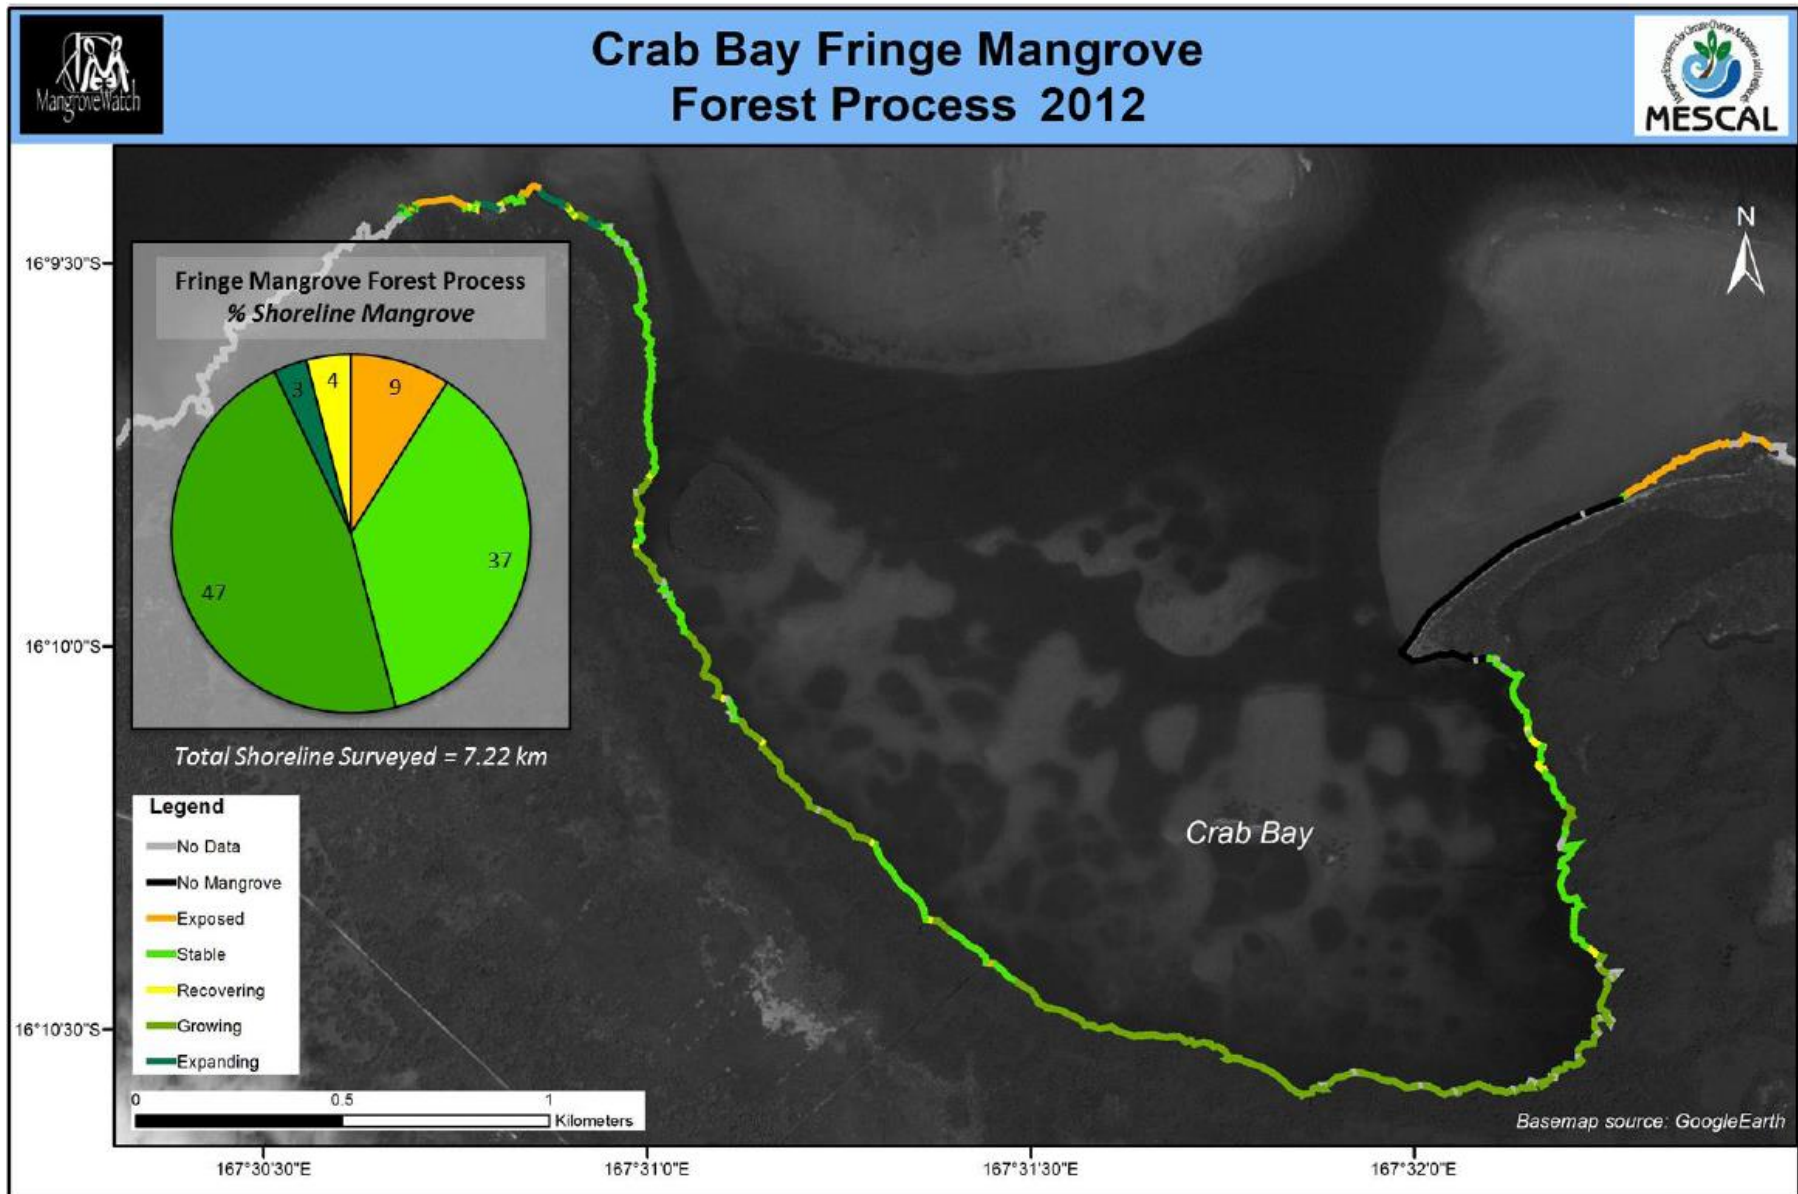 MangroveWatch
Crab Bay Fringe Mangrove
Forest Process 2012
MESCAL
N
16°9'30"S
16°10'0"S
16°10'30"S
Fringe Mangrove Forest Process
% Shoreline Mangrove
3
4
9
37
47
Total Shoreline Surveyed = 7.22 km
Legend
No Data
No Mangrove
Exposed
Stable
Recovering
Growing
Expanding
Crab Bay
0 0.5 1
Kilometers
Basemap source: GoogleEarth
167°30'30"E 167°31'0"E 167°31'30"E 167°32'0"E